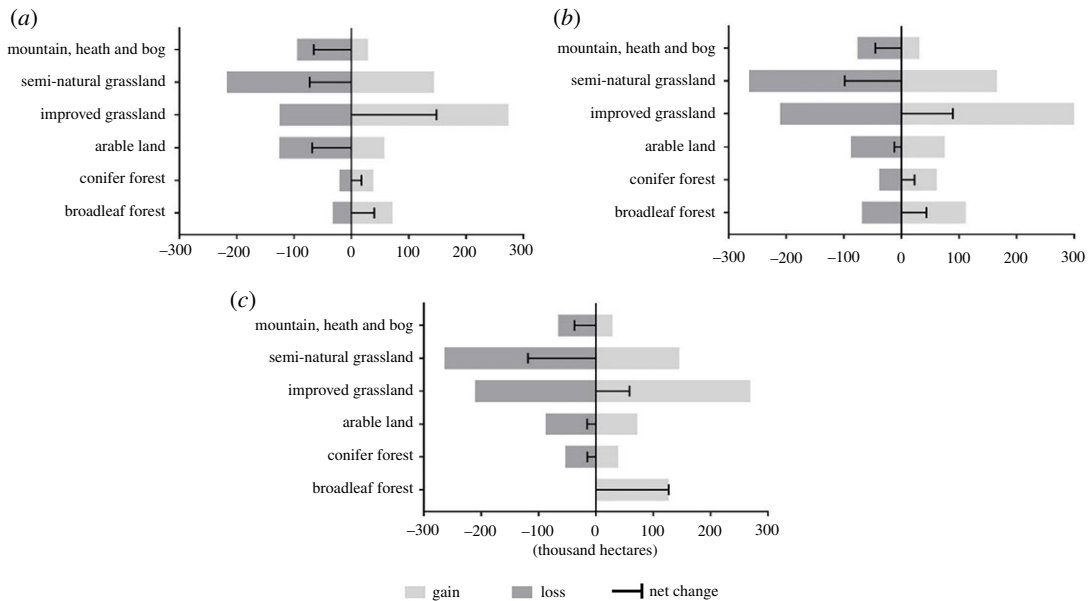 (a)
mountain, heath and bog
semi-natural grassland
improved grassland
arable land
conifer forest
broadleaf forest
–300 –200 –100 0 100 200 300
(b)
mountain, heath and bog
semi-natural grassland
improved grassland
arable land
conifer forest
broadleaf forest
–300 –200 –100 0 100 200 300
(c)
mountain, heath and bog
semi-natural grassland
improved grassland
arable land
conifer forest
broadleaf forest
–300 –200 –100 0 100 200 300
(thousand hectares)
gain loss net change